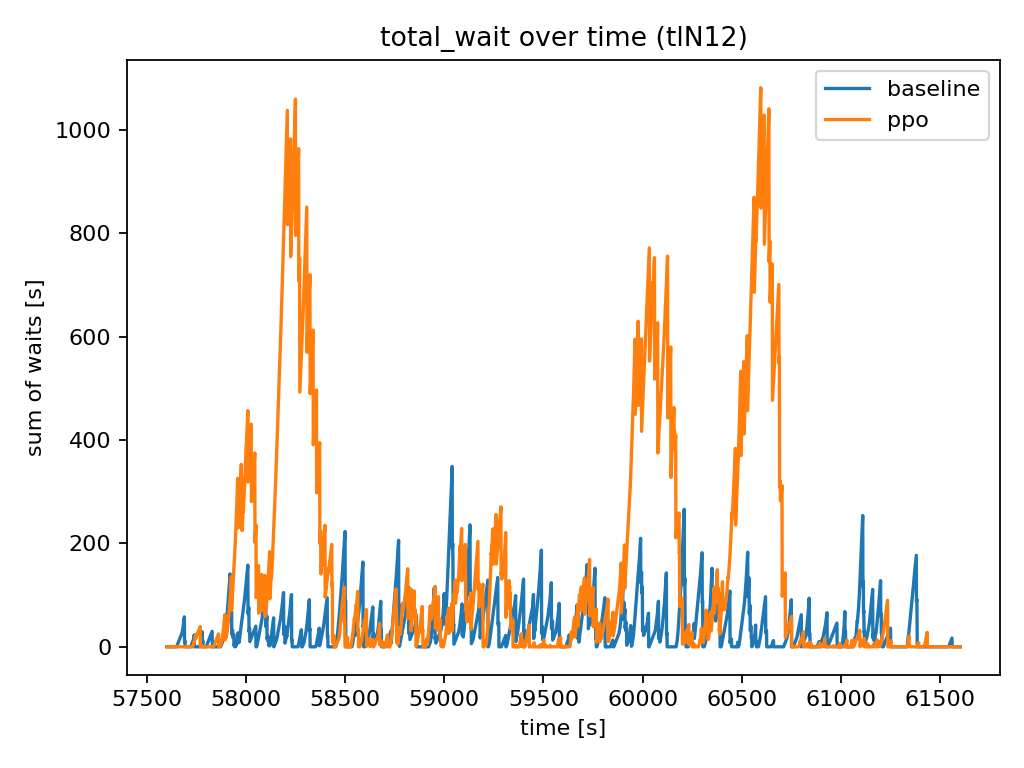 total_wait over time (tlN12)
baseline
ppo
sum of waits [s]
1000
800
600
400
200
0
57500 58000 58500 59000 59500 60000 60500 61000 61500
time [s]